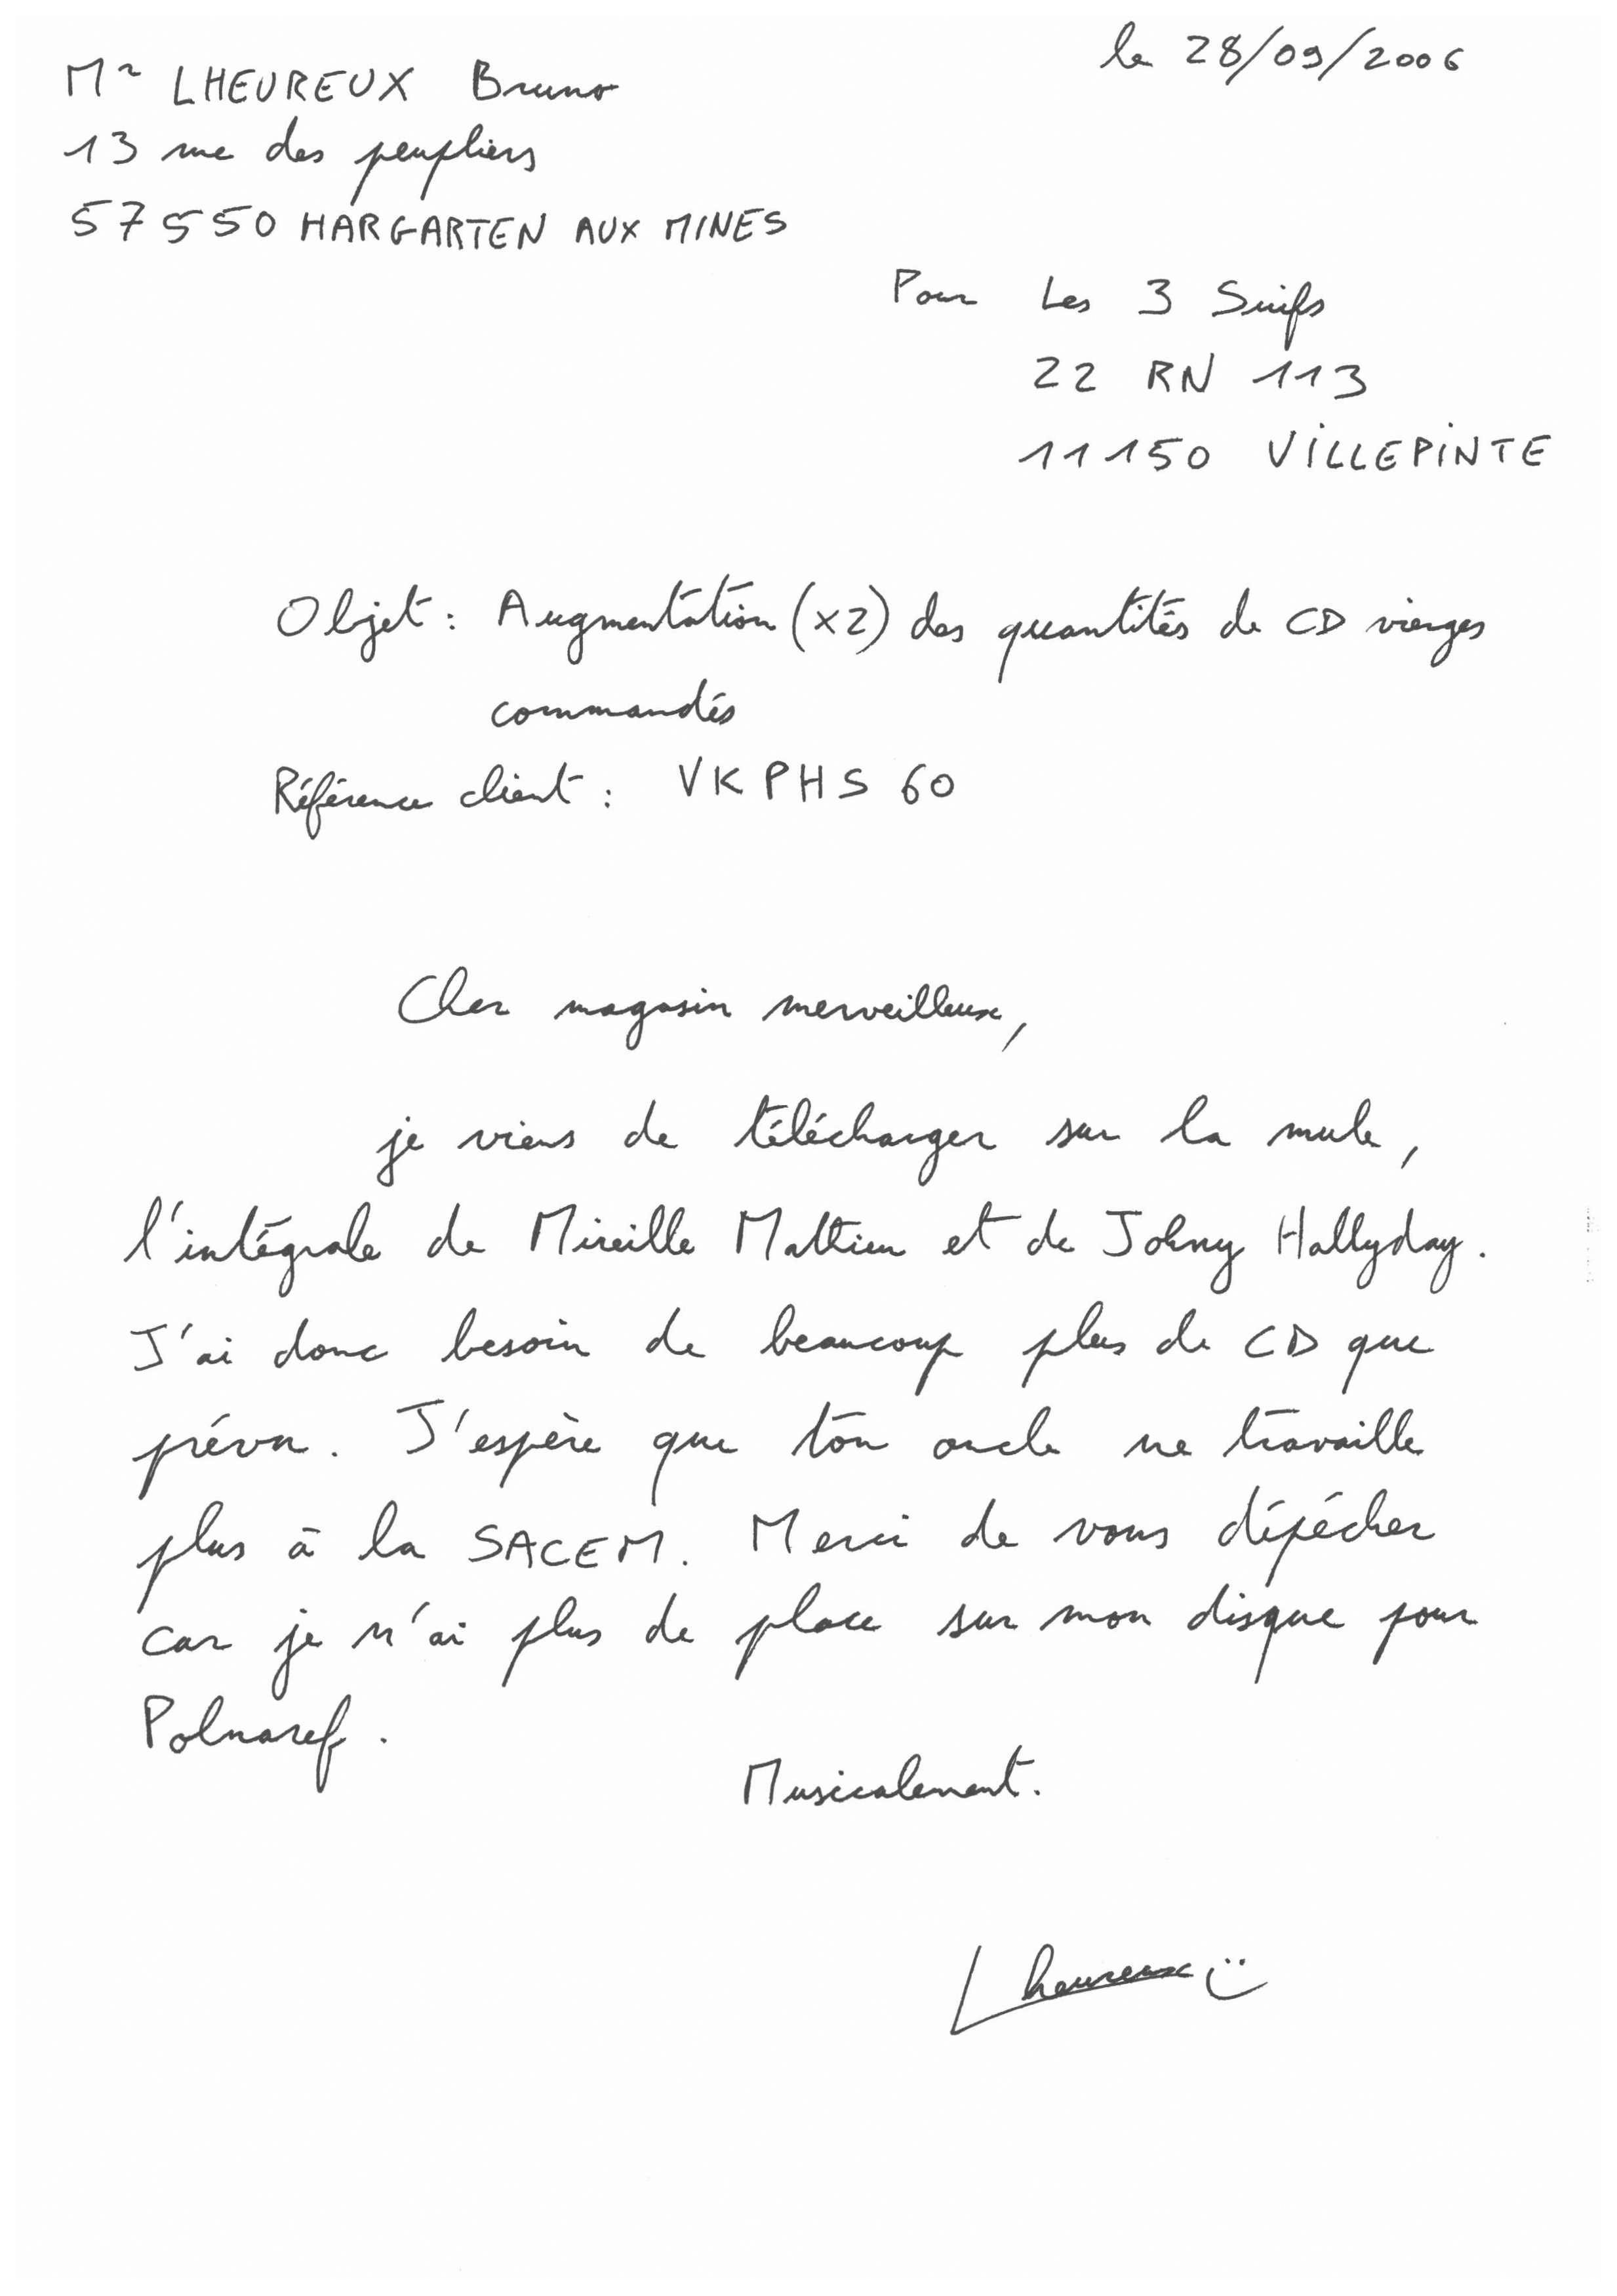 le 28/09/2006
Mr LHEUREUX Bruno
13 rue des peupliers
57550 HARGARTEN AUX MINES
Pour Les 3 Suifs
22 RN 113
11150 VILLEPINTE
Objet : Augmentation (x2) des quantités de CD vierges
commandés
Référence client : VKPHS 60
Cher magasin merveilleux,
je viens de télécharger sur la mule,
l'intégrale de Mireille Mathieu et de Johny Hallyday.
J'ai donc besoin de beaucoup plus de CD que
prévu. J'espère que ton oncle ne travaille
plus à la SACEM. Merci de vous dépécher
car je n'ai plus de place sur mon disque pour
Polnaref.
Musicalement.
Lheureux